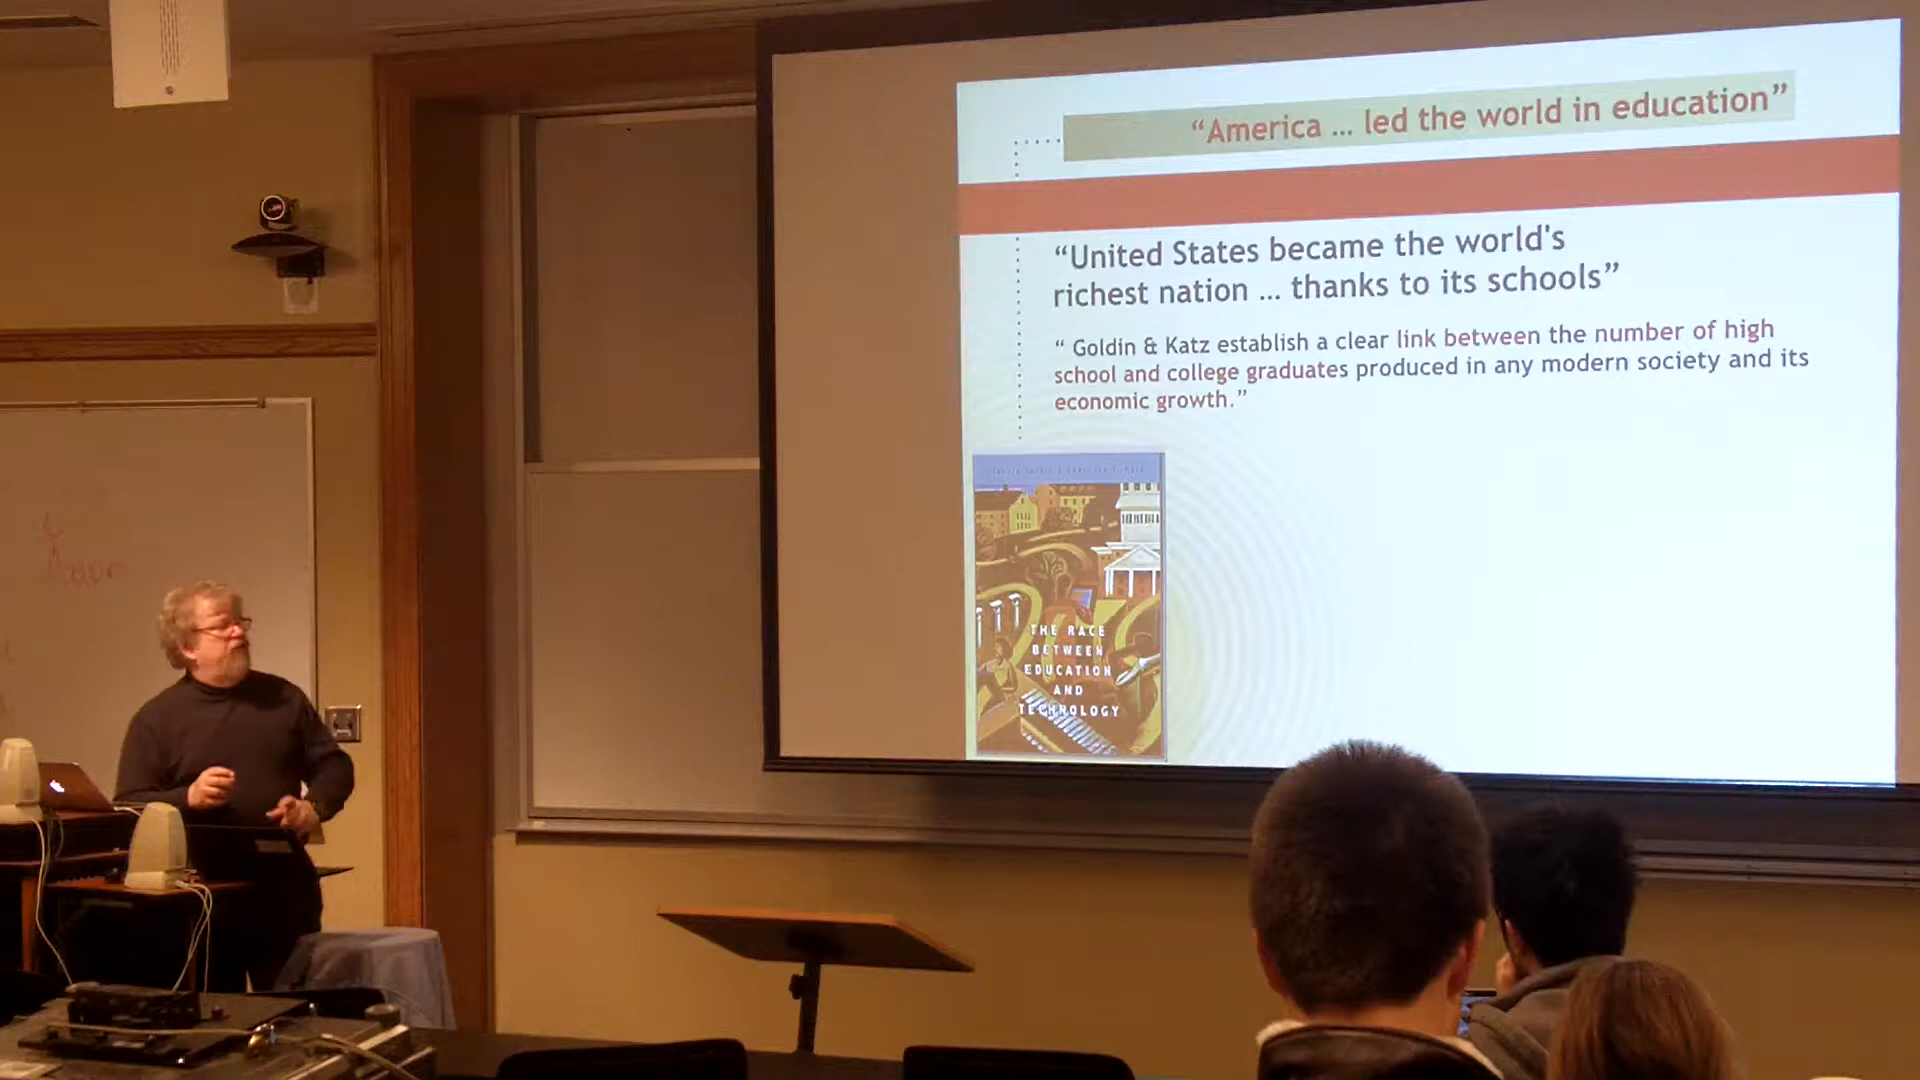 “America ... led the world in education”
“United States became the world's
richest nation ... thanks to its schools”
“ Goldin & Katz establish a clear link between the number of high
school and college graduates produced in any modern society and its
economic growth.”
THE RACE
BETWEEN
EDUCATION
AND
TECHNOLOGY